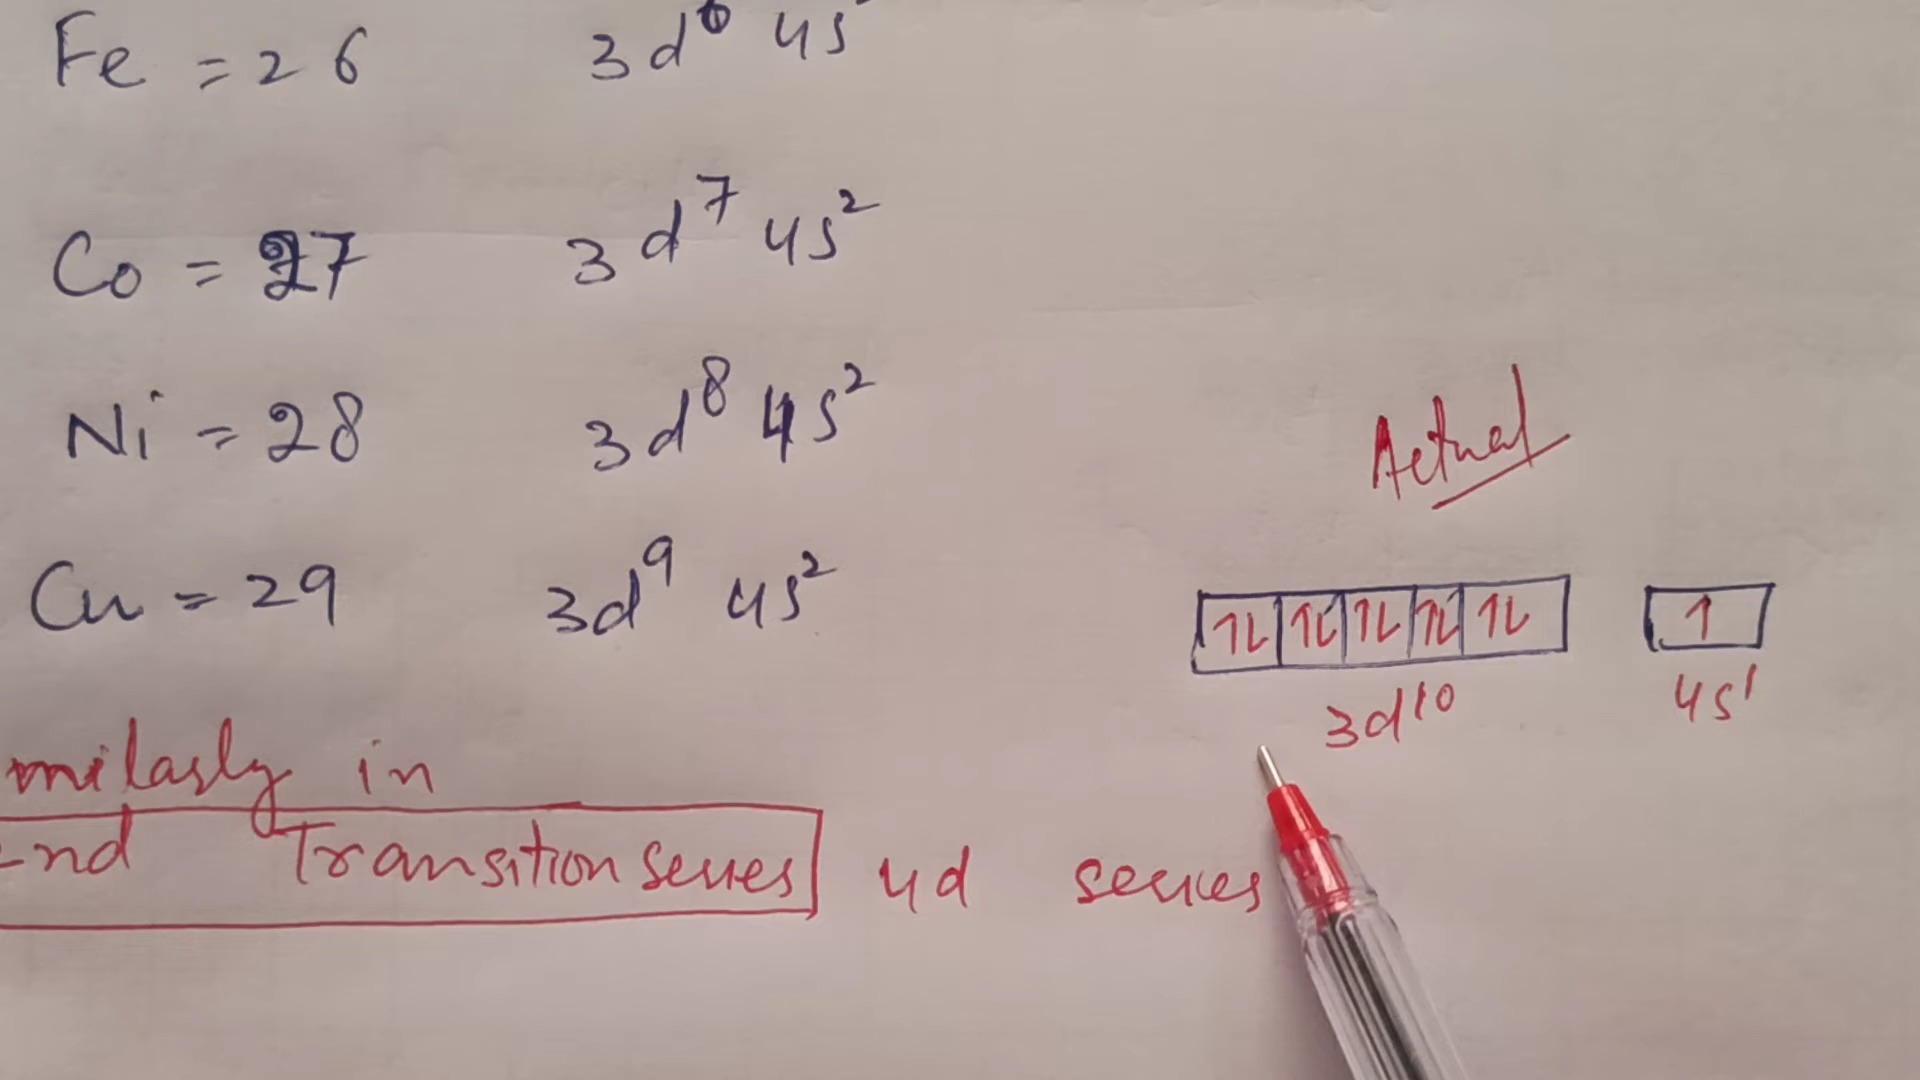 Fe = 26 3d⁶ 4s
Co = 27 3d⁷ 4s²
Ni = 28 3d⁸ 4s²
Actual
Cu = 29 3d⁹ 4s²
1L 1L 1L 1L 1L 1
3d¹⁰ 4s¹
milarly in
nd Transition series 4d series